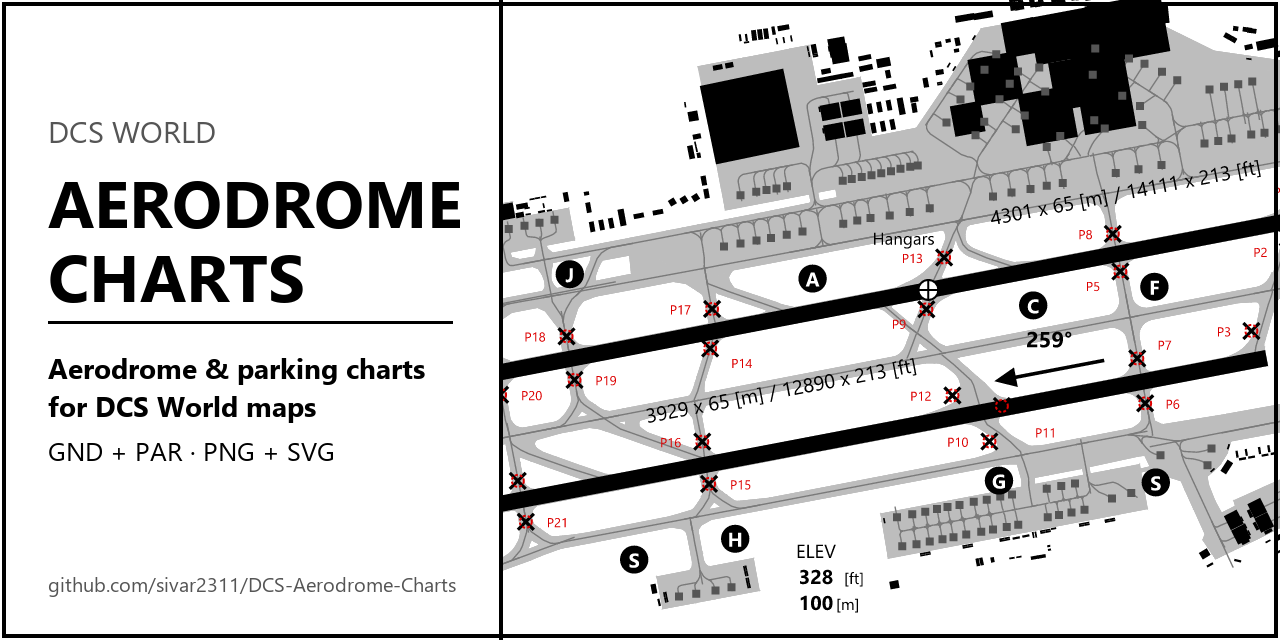 DCS WORLD
AERODROME
CHARTS
Aerodrome & parking charts
for DCS World maps
GND + PAR · PNG + SVG
github.com/sivar2311/DCS-Aerodrome-Charts
4301 x 65 [m] / 14111 x 213 [ft]
Hangars
P8
P13
P2
J
A
P5
F
C
P17
P9
P18
259°
P3
P7
P14
P19
3929 x 65 [m] / 12890 x 213 [ft]
P20
P12
P6
P16
P10
P11
P15
G
S
P21
H
S
ELEV
328 [ft]
100 [m]